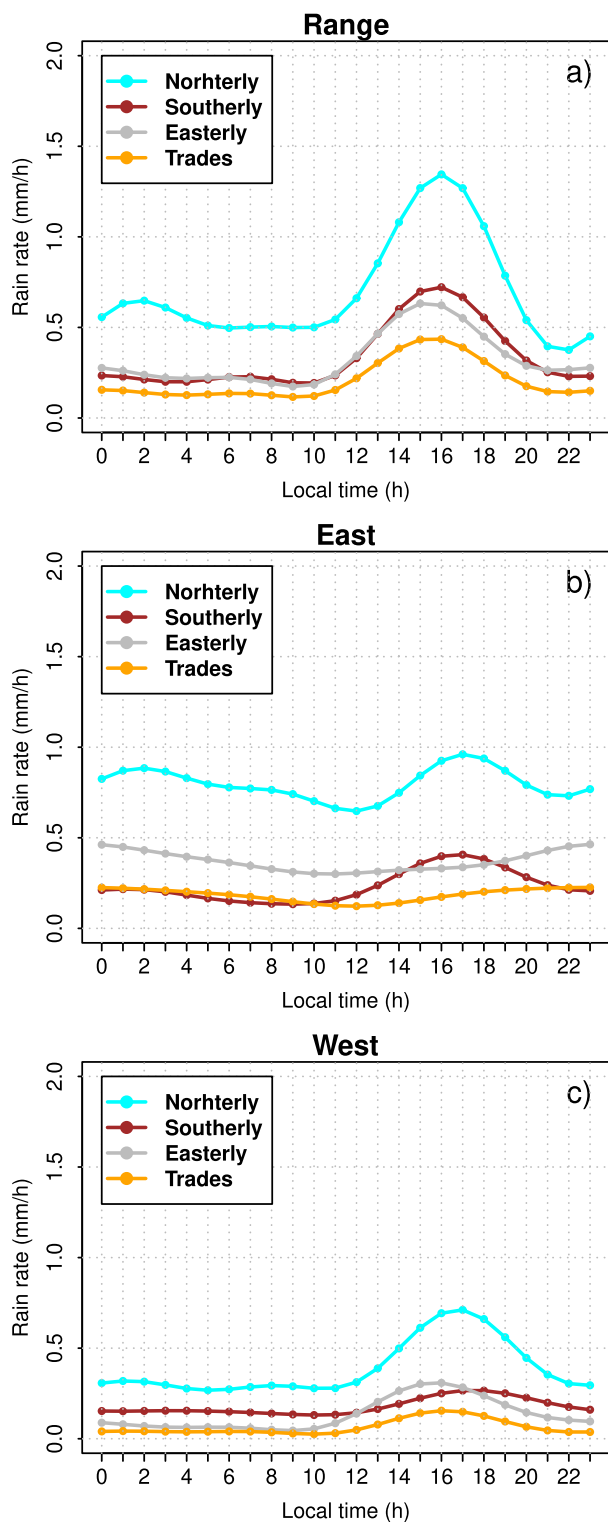 Range
a)
Norhterly
Southerly
Easterly
Trades
Rain rate (mm/h)
2.0
1.5
1.0
0.5
0.0
0 2 4 6 8 10 12 14 16 18 20 22
Local time (h)
East
b)
Norhterly
Southerly
Easterly
Trades
Rain rate (mm/h)
2.0
1.5
1.0
0.5
0.0
0 2 4 6 8 10 12 14 16 18 20 22
Local time (h)
West
c)
Norhterly
Southerly
Easterly
Trades
Rain rate (mm/h)
2.0
1.5
1.0
0.5
0.0
0 2 4 6 8 10 12 14 16 18 20 22
Local time (h)